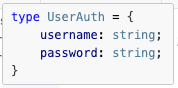 type UserAuth = {
    username: string;
    password: string;
}